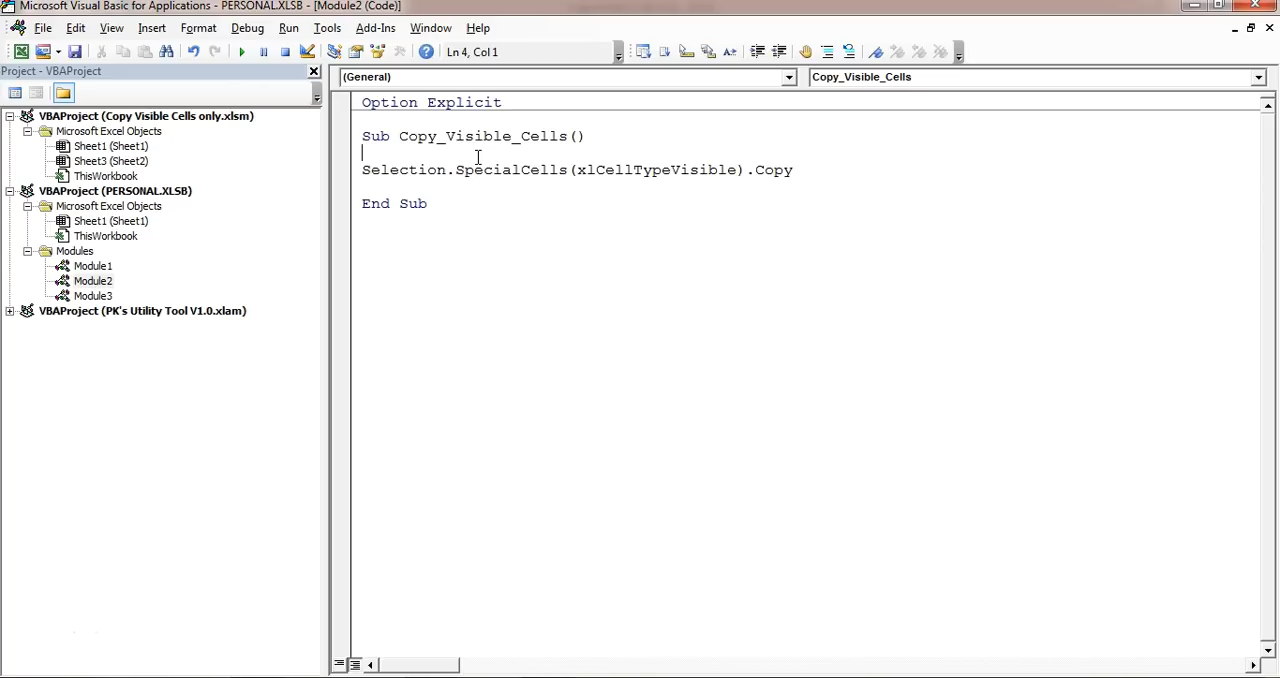 Microsoft Visual Basic for Applications - PERSONAL.XLSB - [Module2 (Code)]
File Edit View Insert Format Debug Run Tools Add-Ins Window Help
Ln 4, Col 1
Project - VBAProject
(General) Copy_Visible_Cells
VBAProject (Copy Visible Cells only.xlsm)
Microsoft Excel Objects
Sheet1 (Sheet1)
Sheet3 (Sheet2)
ThisWorkbook
VBAProject (PERSONAL.XLSB)
Microsoft Excel Objects
Sheet1 (Sheet1)
ThisWorkbook
Modules
Module1
Module2
Module3
VBAProject (PK's Utility Tool V1.0.xlam)
Option Explicit
Sub Copy_Visible_Cells()
Selection.SpecialCells(xlCellTypeVisible).Copy
End Sub